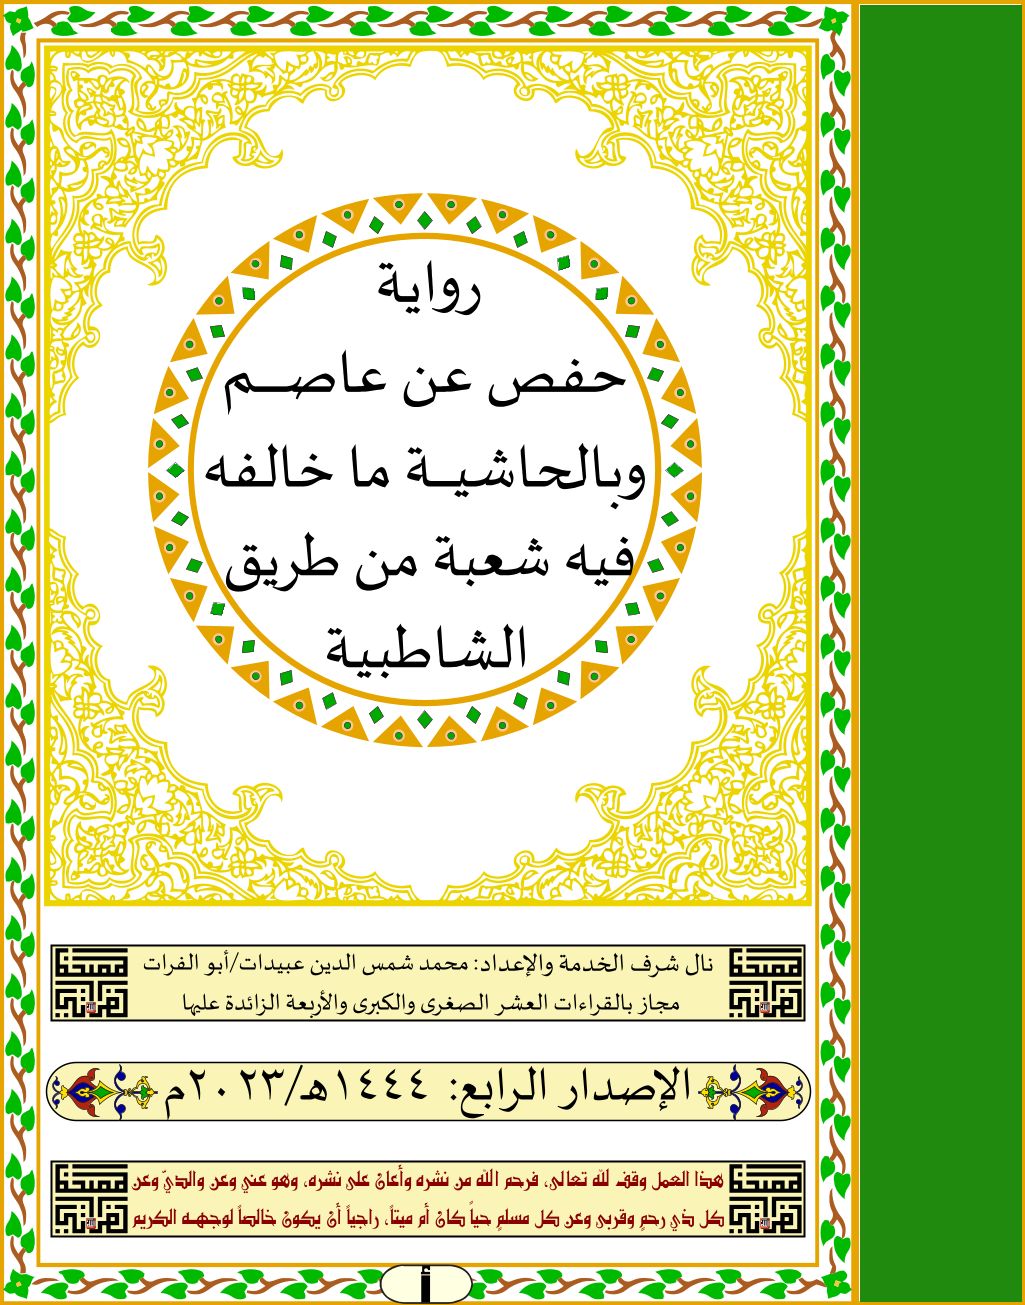 رواية
حفص عن عاصم
وبالحاشية ما خالفه
فيه شعبة من طريق
الشاطبية
نال شرف الخدمة والإعداد: محمد شمس الدين عبيدات/أبو الفرات
مجاز بالقراءات العشر الصغرى والكبرى والأربعة الزائدة عليها
الإصدار الرابع: ١٤٤٤هـ/٢٠٢٣م
هذا العمل وقف لله تعالى، فرحم الله من نشره وأعان على نشره، وهو عني وعن والديّ وعن
كل ذي رحمٍ وقربى وعن كل مسلمٍ حياً كان أم ميتاً، راجياً أن يكون خالصاً لوجهه الكريم
أ